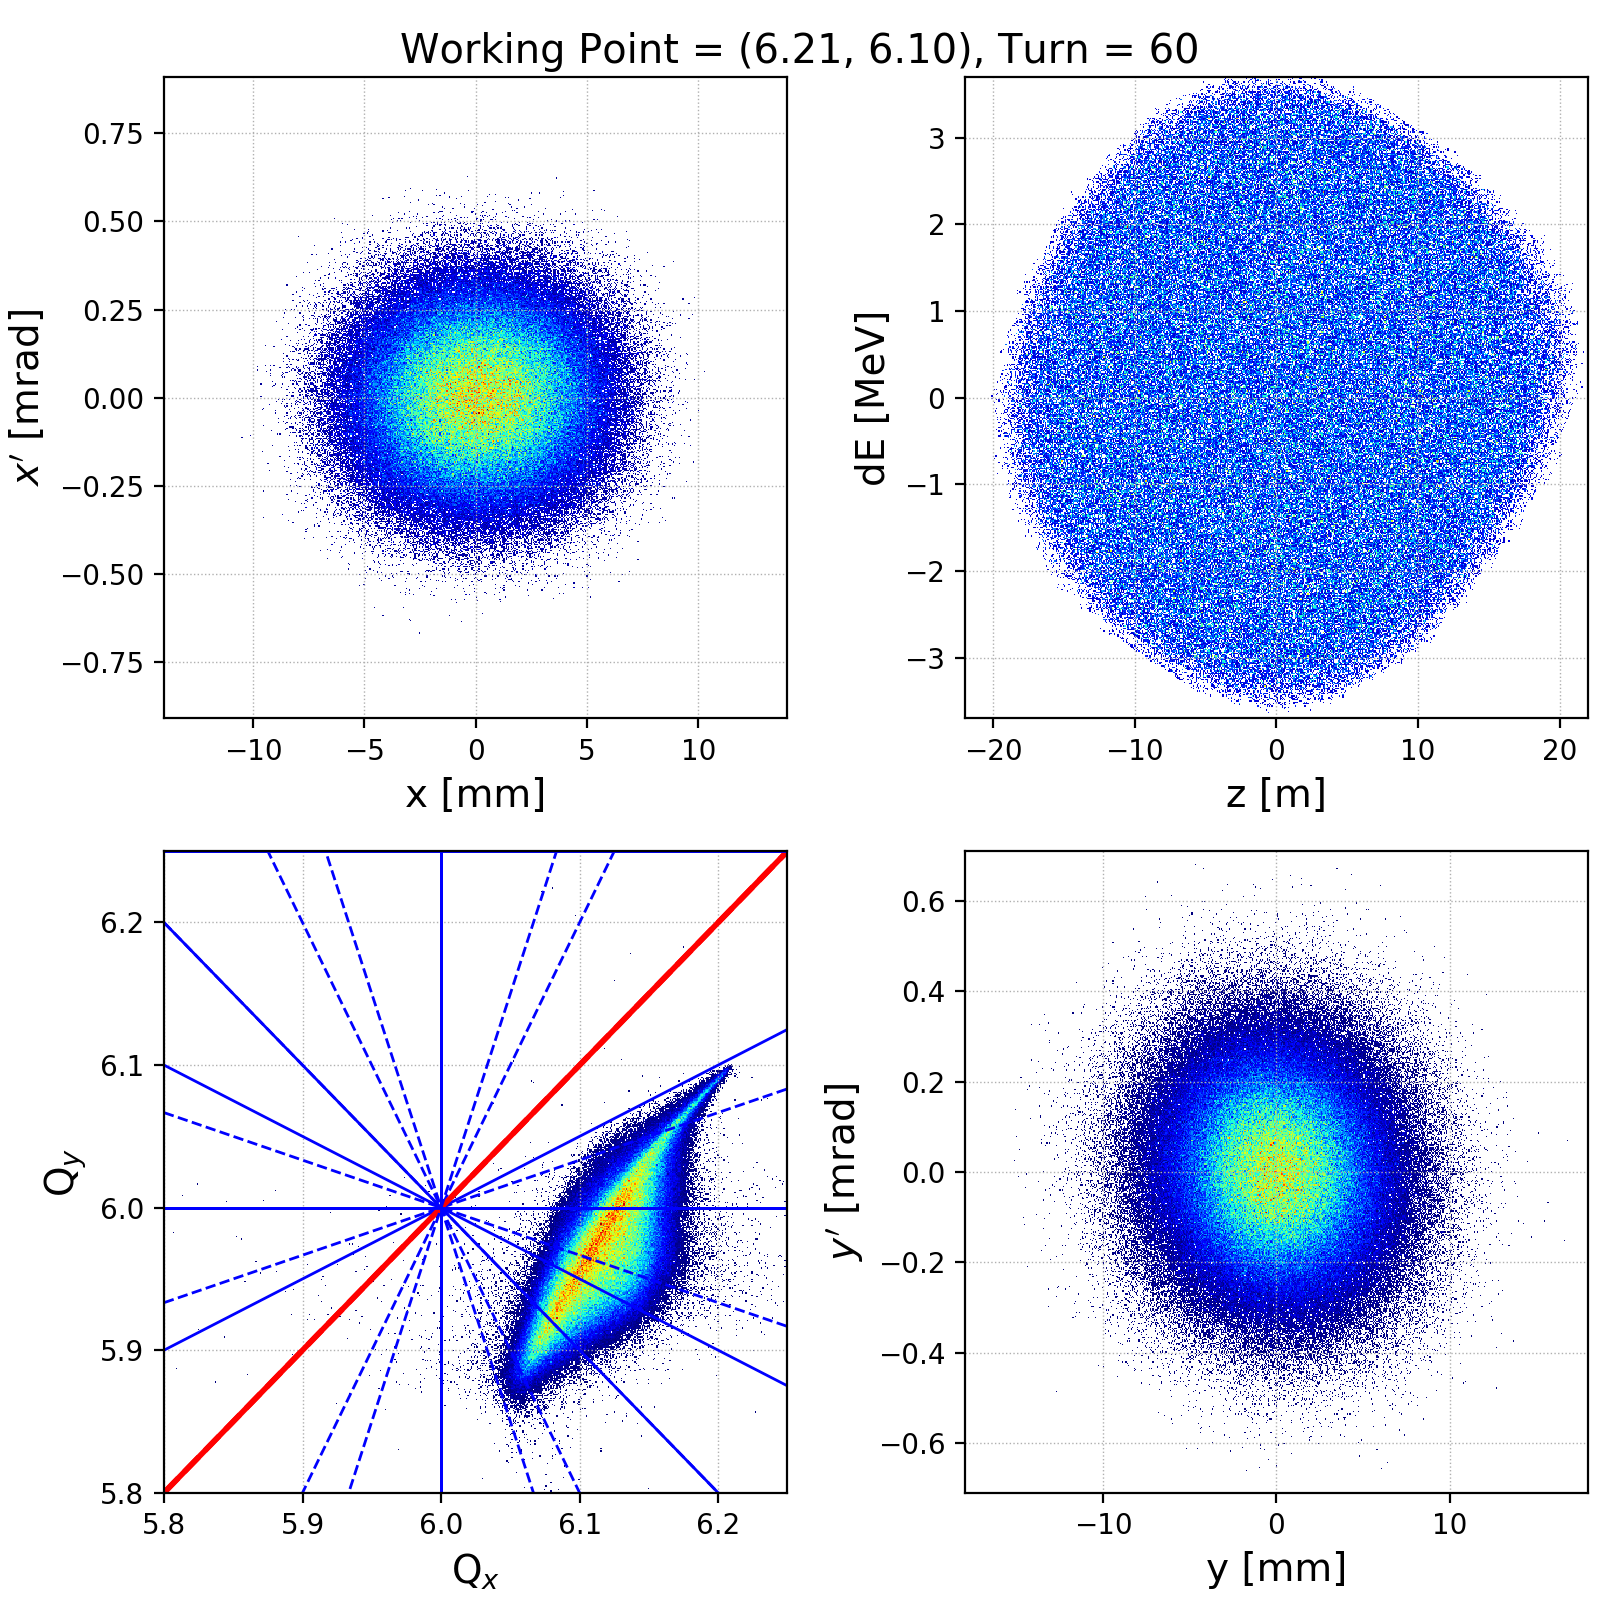 Working Point = (6.21, 6.10), Turn = 60
0.75
0.50
0.25
0.00
−0.25
−0.50
−0.75
x′ [mrad]
−10 −5 0 5 10
x [mm]
3
2
1
0
−1
−2
−3
dE [MeV]
−20 −10 0 10 20
z [m]
6.2
6.1
6.0
5.9
5.8
Qy
5.8 5.9 6.0 6.1 6.2
Qx
0.6
0.4
0.2
0.0
−0.2
−0.4
−0.6
y′ [mrad]
−10 0 10
y [mm]